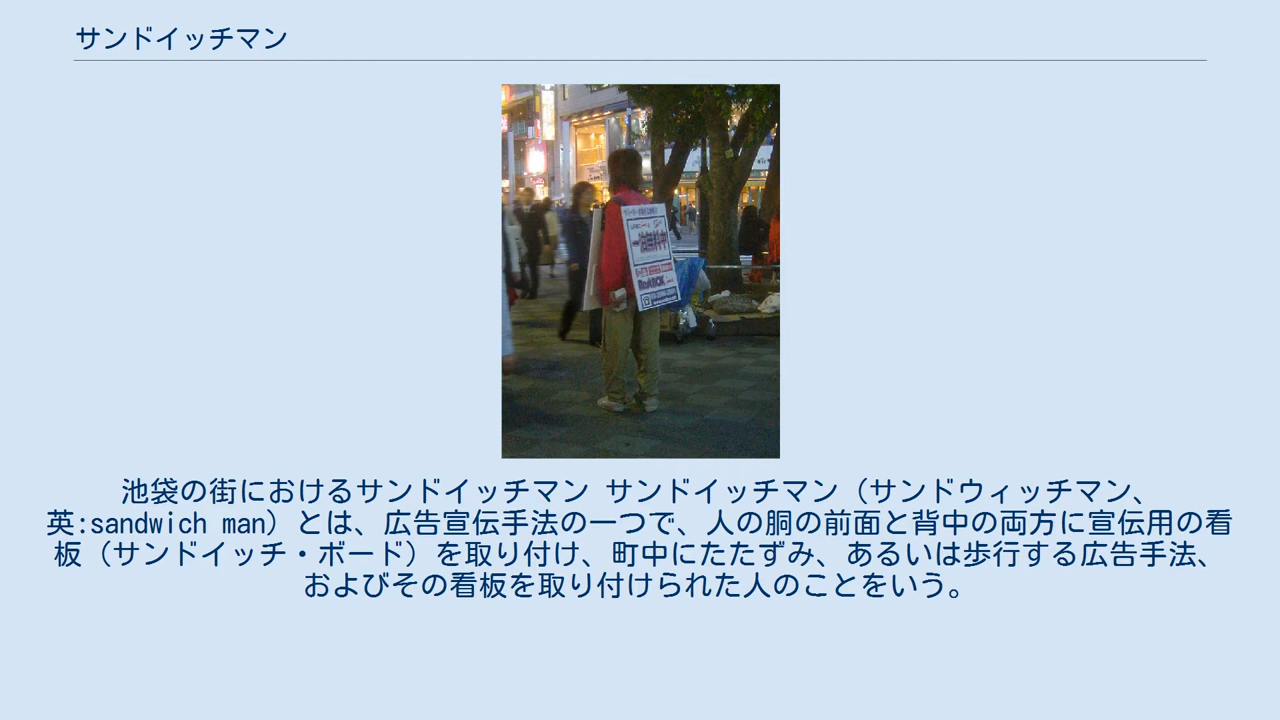 サンドイッチマン
一泊無料中
池袋の街におけるサンドイッチマン サンドイッチマン（サンドウィッチマン、
英:sandwich man）とは、広告宣伝手法の一つで、人の胴の前面と背中の両方に宣伝用の看
板（サンドイッチ・ボード）を取り付け、町中にたたずみ、あるいは歩行する広告手法、
およびその看板を取り付けられた人のことをいう。